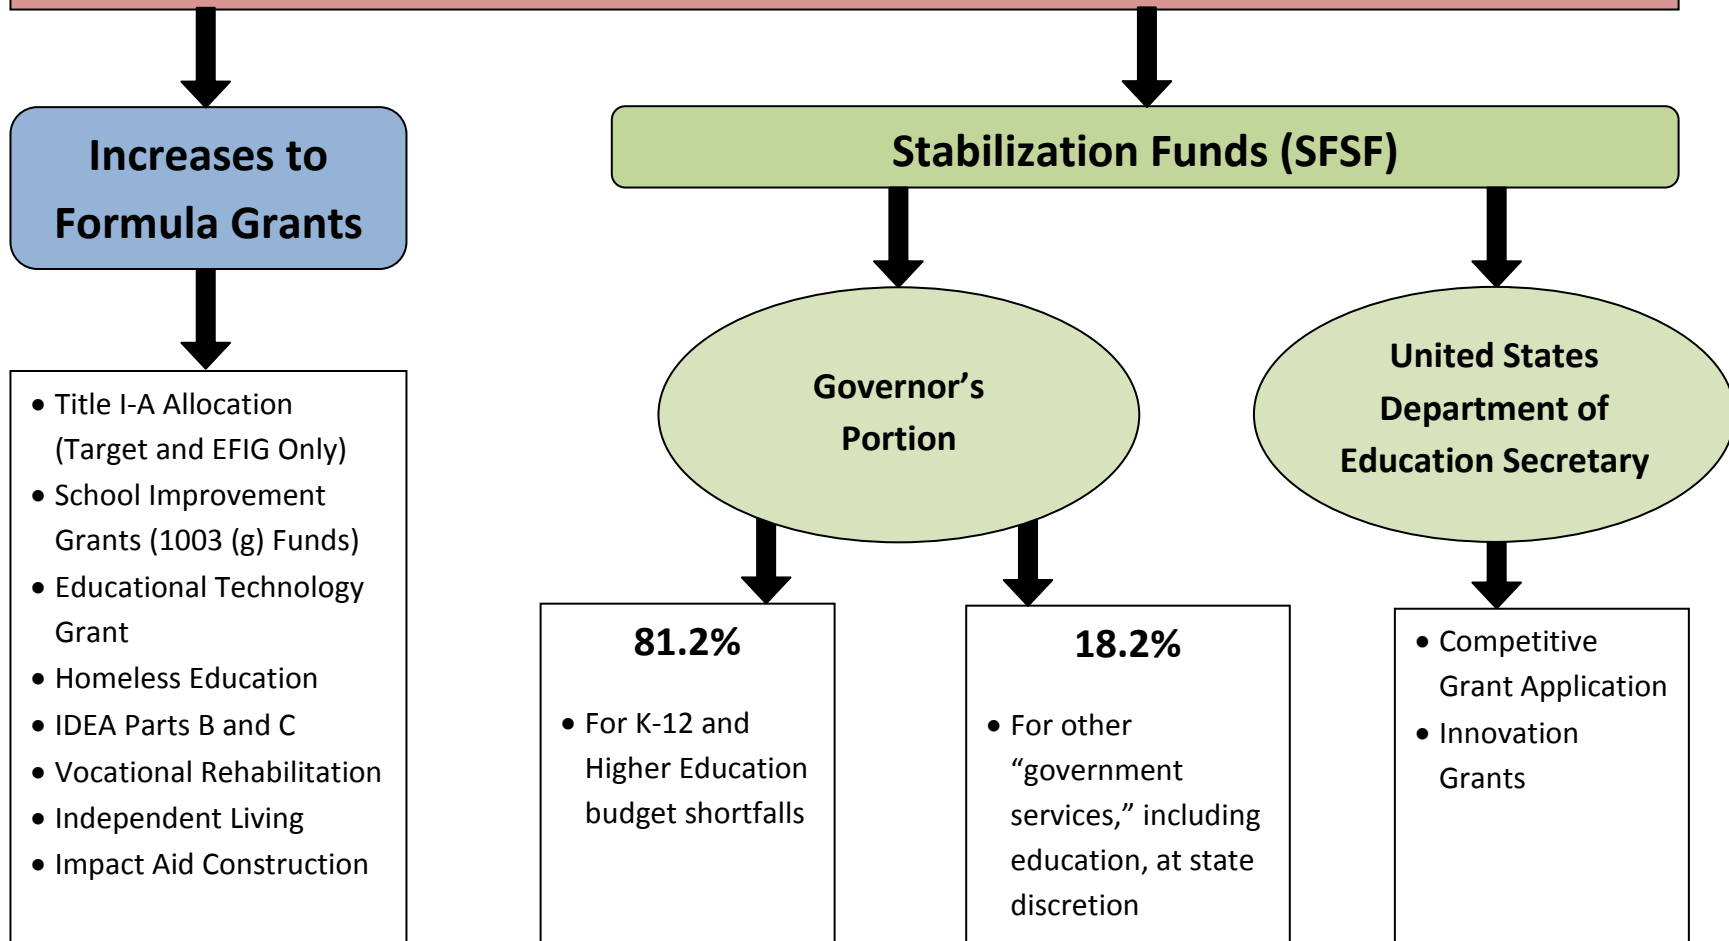 Increases to
Formula Grants
Stabilization Funds (SFSF)
• Title I-A Allocation
(Target and EFIG Only)
• School Improvement
Grants (1003 (g) Funds)
• Educational Technology
Grant
• Homeless Education
• IDEA Parts B and C
• Vocational Rehabilitation
• Independent Living
• Impact Aid Construction
Governor’s
Portion
United States
Department of
Education Secretary
81.2%
• For K-12 and
Higher Education
budget shortfalls
18.2%
• For other
“government
services,” including
education, at state
discretion
• Competitive
Grant Application
• Innovation
Grants